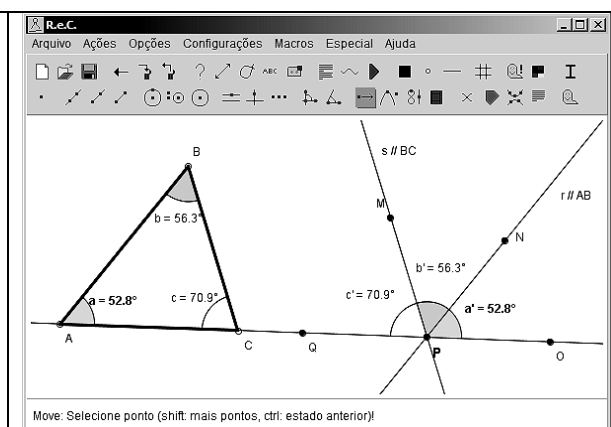 R.e.C.
Arquivo Ações Opções Configurações Macros Especial Ajuda
ABC
B
s // BC
r // AB
M
N
b = 56.3°
b' = 56.3°
c = 70.9°
c' = 70.9°
a = 52.8°
a' = 52.8°
A
C
Q
P
O
Move: Selecione ponto (shift: mais pontos, ctrl: estado anterior)!